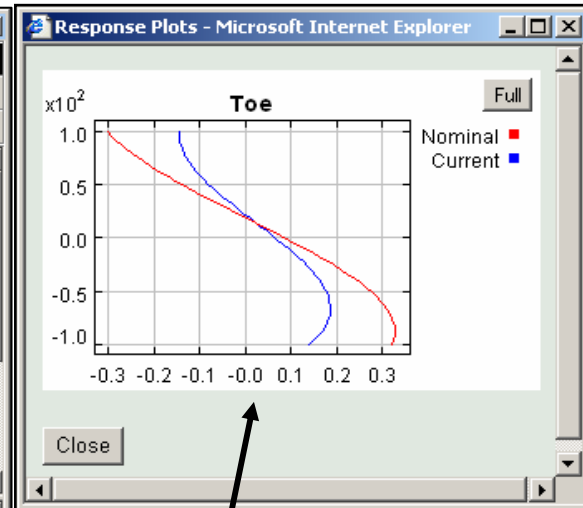 Response Plots - Microsoft Internet Explorer
Full
x10^2
Toe
Nominal
Current
1.0
0.5
0.0
-0.5
-1.0
-0.3 -0.2 -0.1 -0.0 0.1 0.2 0.3
Close